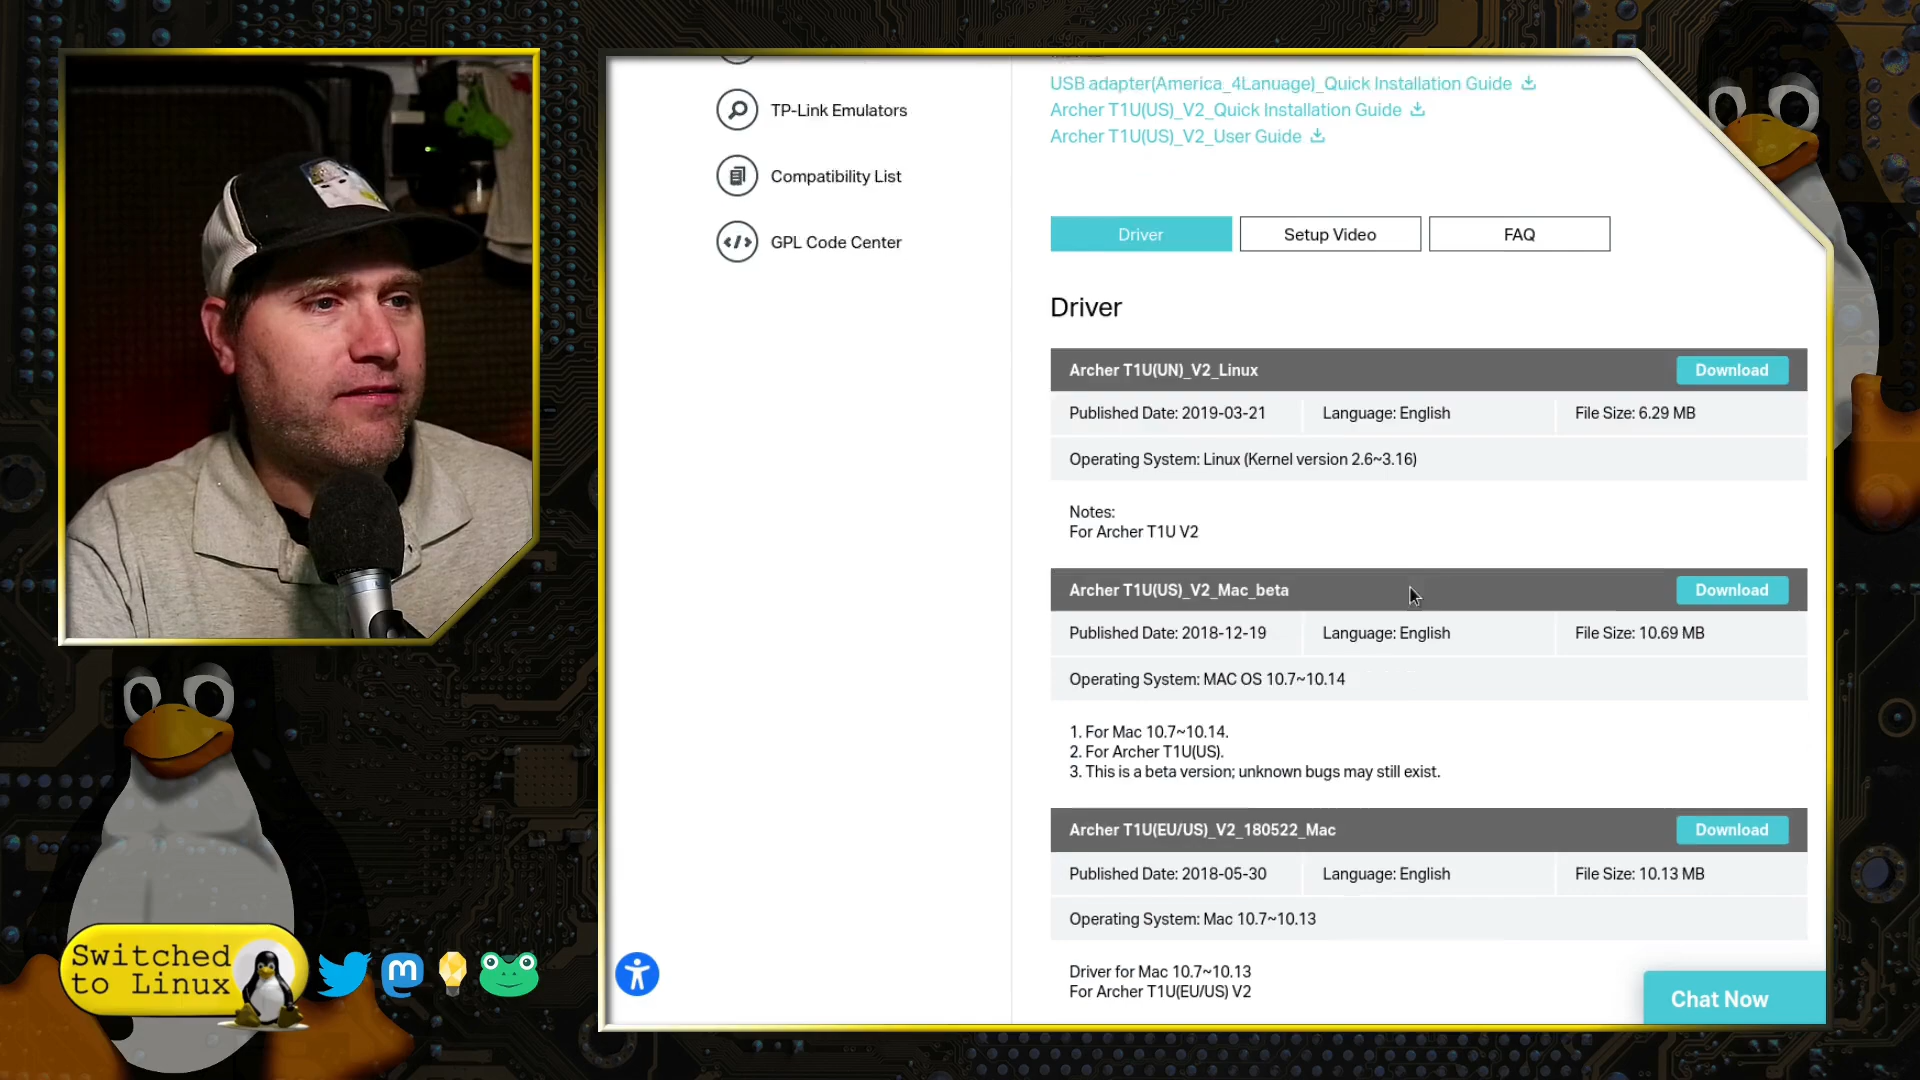 USB adapter(America_4Lanuage)_Quick Installation Guide
Archer T1U(US)_V2_Quick Installation Guide
Archer T1U(US)_V2_User Guide
TP-Link Emulators
Compatibility List
GPL Code Center
Driver
Setup Video
FAQ
Driver
Archer T1U(UN)_V2_Linux
Download
Published Date: 2019-03-21
Language: English
File Size: 6.29 MB
Operating System: Linux (Kernel version 2.6~3.16)
Notes:
For Archer T1U V2
Archer T1U(US)_V2_Mac_beta
Download
Published Date: 2018-12-19
Language: English
File Size: 10.69 MB
Operating System: MAC OS 10.7~10.14
1. For Mac 10.7~10.14.
2. For Archer T1U(US).
3. This is a beta version; unknown bugs may still exist.
Archer T1U(EU/US)_V2_180522_Mac
Download
Published Date: 2018-05-30
Language: English
File Size: 10.13 MB
Operating System: Mac 10.7~10.13
Driver for Mac 10.7~10.13
For Archer T1U(EU/US) V2
Chat Now
Switched
to Linux